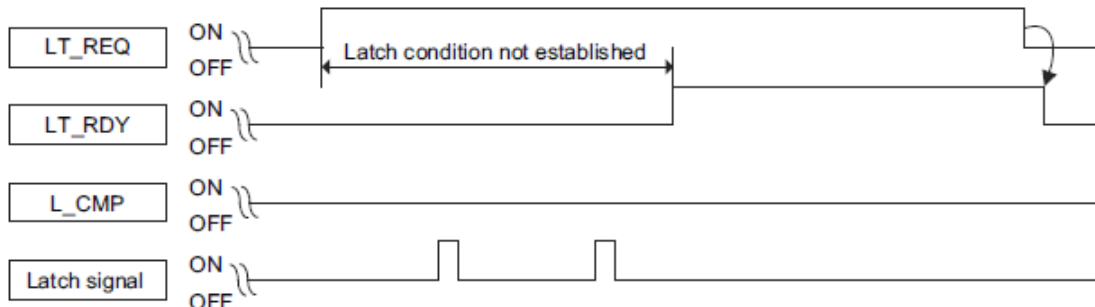 LT_REQ
ON
OFF
Latch condition not established
LT_RDY
ON
OFF
L_CMP
ON
OFF
Latch signal
ON
OFF